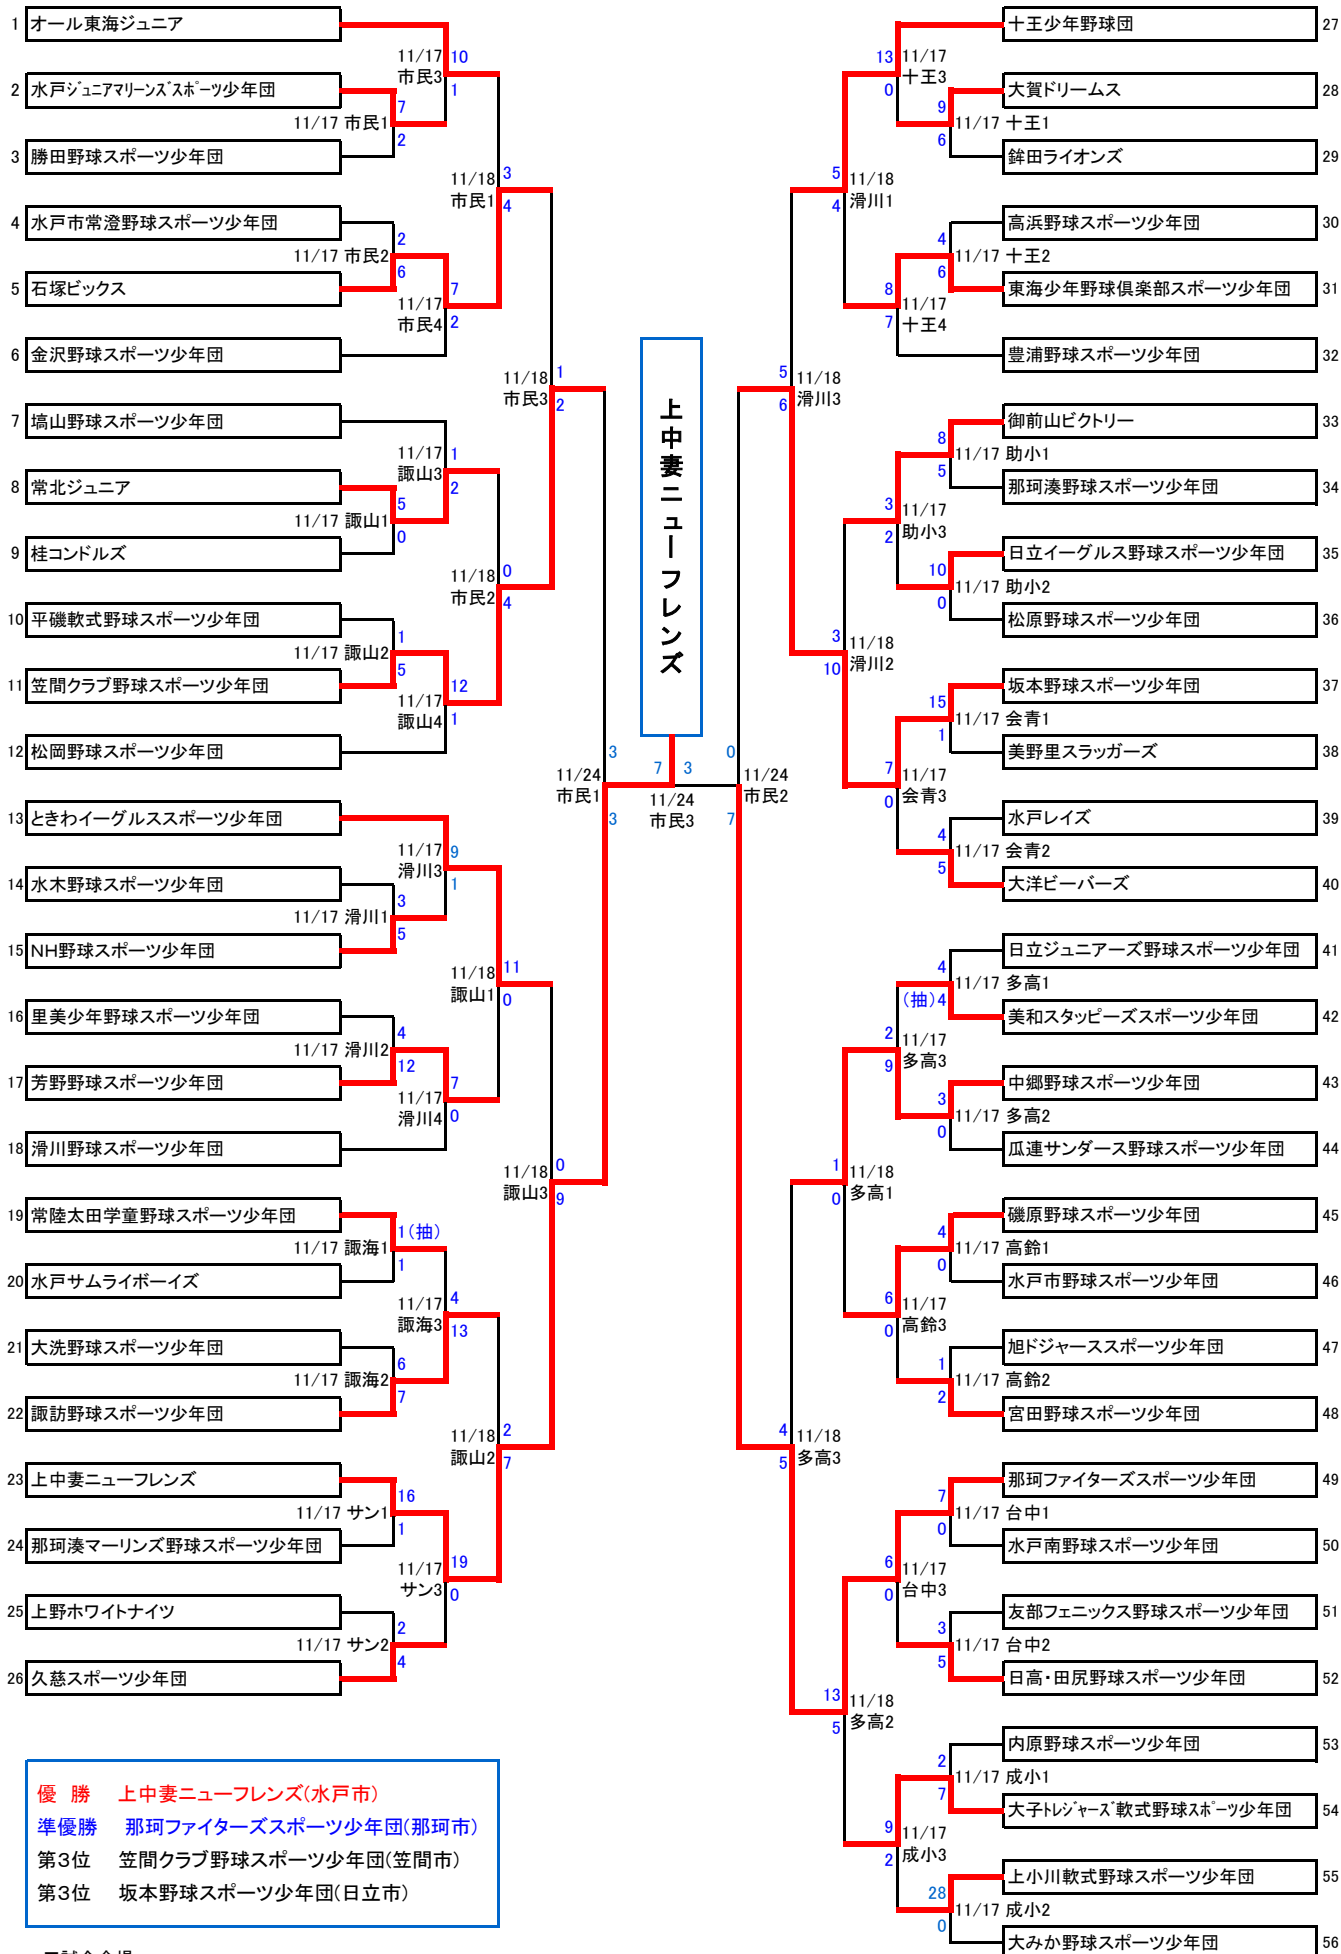 1 オール東海ジュニア
2 水戸ジュニアマリーンズスポーツ少年団
3 勝田野球スポーツ少年団
4 水戸市常澄野球スポーツ少年団
5 石塚ビックス
6 金沢野球スポーツ少年団
7 塙山野球スポーツ少年団
8 常北ジュニア
9 桂コンドルズ
10 平磯軟式野球スポーツ少年団
11 笠間クラブ野球スポーツ少年団
12 松岡野球スポーツ少年団
13 ときわイーグルススポーツ少年団
14 水木野球スポーツ少年団
15 NH野球スポーツ少年団
16 里美少年野球スポーツ少年団
17 芳野野球スポーツ少年団
18 滑川野球スポーツ少年団
19 常陸太田学童野球スポーツ少年団
20 水戸サムライボーイズ
21 大洗野球スポーツ少年団
22 諏訪野球スポーツ少年団
23 上中妻ニューフレンズ
24 那珂湊マーリンズ野球スポーツ少年団
25 上野ホワイトナイツ
26 久慈スポーツ少年団
7
11/17 市民1
2
2
11/17 市民2
6
5
11/17 諏山1
0
1
11/17 諏山2
5
3
11/17 滑川1
5
4
11/17 滑川2
12
1(抽)
11/17 諏海1
1
6
11/17 諏海2
7
16
11/17 サン1
1
2
11/17 サン2
4
11/17 10
市民3
1
7
11/17
市民4 2
1
11/17
諏山3
2
12
11/17
諏山4 1
11/17 9
滑川3
1
7
11/17
滑川4 0
11/17 4
諏海3
13
11/17 19
サン3
0
3
11/18
市民1
4
11/18 0
市民2
4
11/18 11
諏山1
0
2
11/18
諏山2
7
11/18 1
市民3
2
11/18 0
諏山3
9
3
11/24
市民1
3
上中妻ニューフレンズ
7 3
11/24
市民3
0
11/24
市民2
7
5 11/18
滑川3
6
4 11/18
多高3
5
5 11/18
滑川1
4
3 11/18
滑川2
10
1 11/18
多高1
0
13 11/18
多高2
5
13 11/17
十王3
0
8 11/17
十王4
7
3 11/17
助小3
2
7 11/17
会青3
0
2 11/17
多高3
9
6 11/17
高鈴3
0
6 11/17
台中3
0
9 11/17
成小3
2
9
11/17 十王1
6
4
11/17 十王2
6
8
11/17 助小1
5
10
11/17 助小2
0
15
11/17 会青1
1
4
11/17 会青2
5
4
11/17 多高1
(抽)4
3
11/17 多高2
0
4
11/17 高鈴1
0
1
11/17 高鈴2
2
7
11/17 台中1
0
3
11/17 台中2
5
2
11/17 成小1
7
28
11/17 成小2
0
十王少年野球団 27
大賀ドリームス 28
鉾田ライオンズ 29
高浜野球スポーツ少年団 30
東海少年野球倶楽部スポーツ少年団 31
豊浦野球スポーツ少年団 32
御前山ビクトリー 33
那珂湊野球スポーツ少年団 34
日立イーグルス野球スポーツ少年団 35
松原野球スポーツ少年団 36
坂本野球スポーツ少年団 37
美野里スラッガーズ 38
水戸レイズ 39
大洋ビーバーズ 40
日立ジュニアーズ野球スポーツ少年団 41
美和スタッピーズスポーツ少年団 42
中郷野球スポーツ少年団 43
瓜連サンダース野球スポーツ少年団 44
磯原野球スポーツ少年団 45
水戸市野球スポーツ少年団 46
旭ドジャーススポーツ少年団 47
宮田野球スポーツ少年団 48
那珂ファイターズスポーツ少年団 49
水戸南野球スポーツ少年団 50
友部フェニックス野球スポーツ少年団 51
日高・田尻野球スポーツ少年団 52
内原野球スポーツ少年団 53
大子トレジャーズ軟式野球スポーツ少年団 54
上小川軟式野球スポーツ少年団 55
大みか野球スポーツ少年団 56
優 勝 上中妻ニューフレンズ(水戸市)
準優勝 那珂ファイターズスポーツ少年団(那珂市)
第3位 笠間クラブ野球スポーツ少年団(笠間市)
第3位 坂本野球スポーツ少年団(日立市)